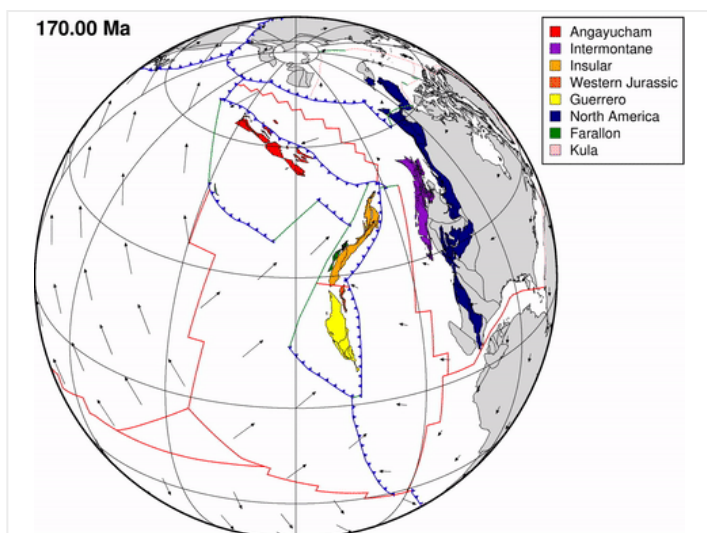 170.00 Ma
Angayucham
Intermontane
Insular
Western Jurassic
Guerrero
North America
Farallon
Kula